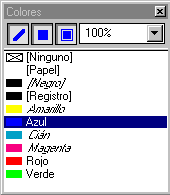 Colores
100%
[Ninguno]
[Papel]
[Negro]
[Registro]
Amarillo
Azul
Cián
Magenta
Rojo
Verde